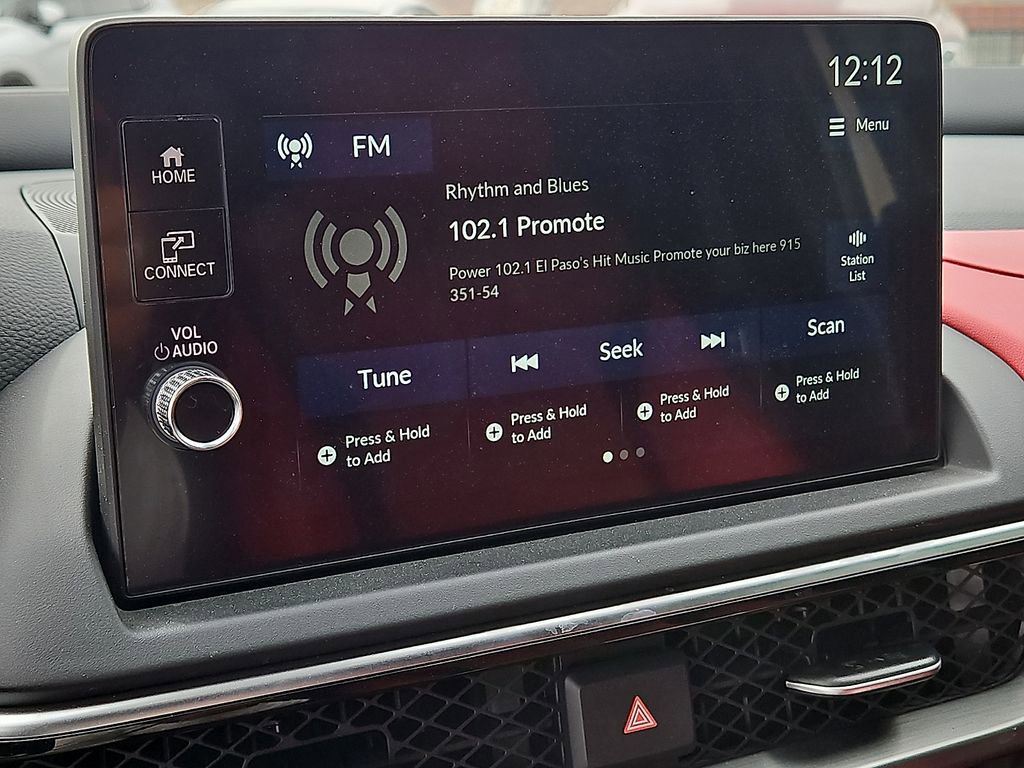 12:12
HOME
CONNECT
VOL
AUDIO
FM
Menu
Rhythm and Blues
102.1 Promote
Power 102.1 El Paso's Hit Music Promote your biz here 915
351-54
Station
List
Tune
Seek
Scan
Press & Hold
to Add
Press & Hold
to Add
Press & Hold
to Add
Press & Hold
to Add